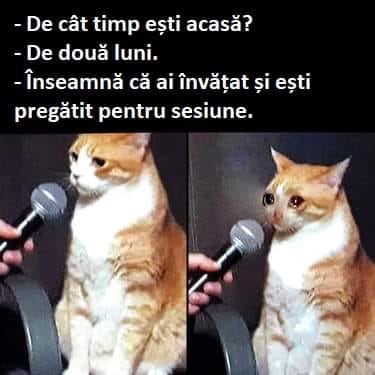 - De cât timp ești acasă?
- De două luni.
- Înseamnă că ai învățat și ești
pregătit pentru sesiune.